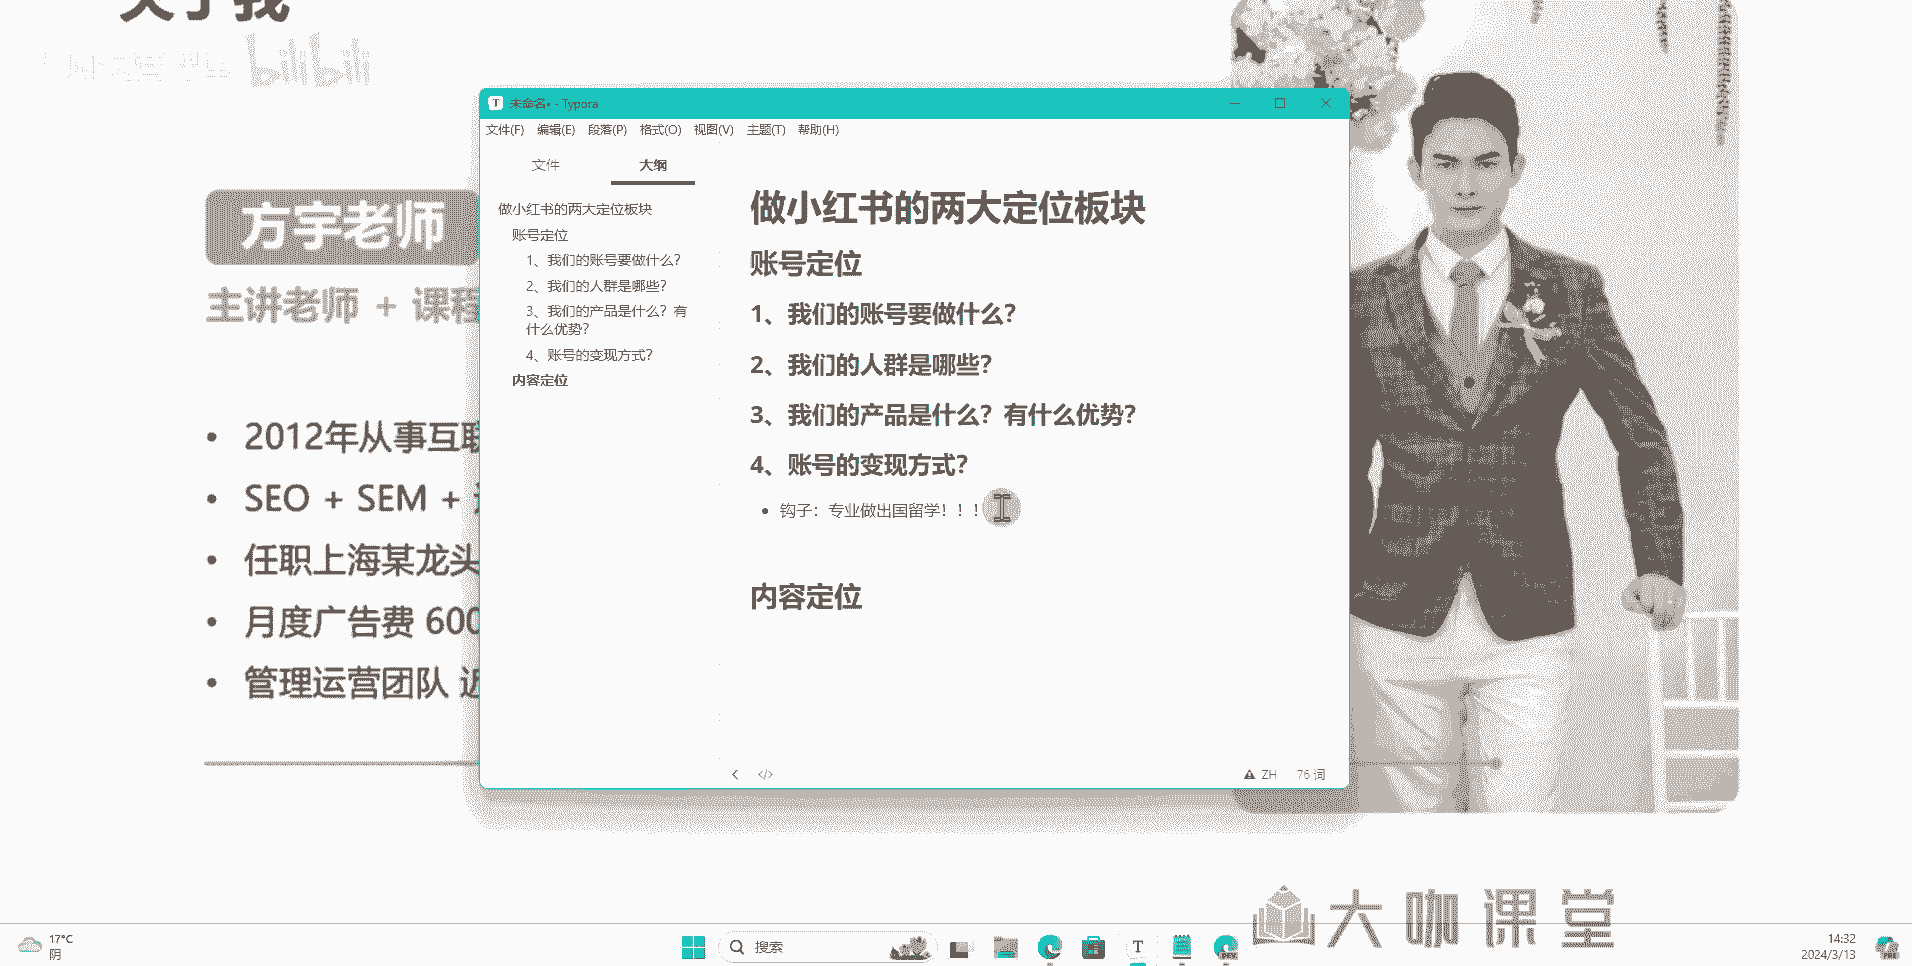 关于我
bilibili
方宇老师
主讲老师 + 课程
2012年从事互联
SEO + SEM +
任职上海某龙头
月度广告费 600
管理运营团队 近
T 未命名• - Typora
文件(F) 编辑(E) 段落(P) 格式(O) 视图(V) 主题(T) 帮助(H)
文件 大纲
做小红书的两大定位板块
账号定位
1、我们的账号要做什么?
2、我们的人群是哪些?
3、我们的产品是什么?有
什么优势?
4、账号的变现方式?
内容定位
做小红书的两大定位板块
账号定位
1、我们的账号要做什么?
2、我们的人群是哪些?
3、我们的产品是什么?有什么优势?
4、账号的变现方式?
钩子:专业做出国留学!!!
内容定位
ZH 76 词
大咖课堂
17°C
阴
搜索
T
DEV
14:32
2024/3/13
PRE